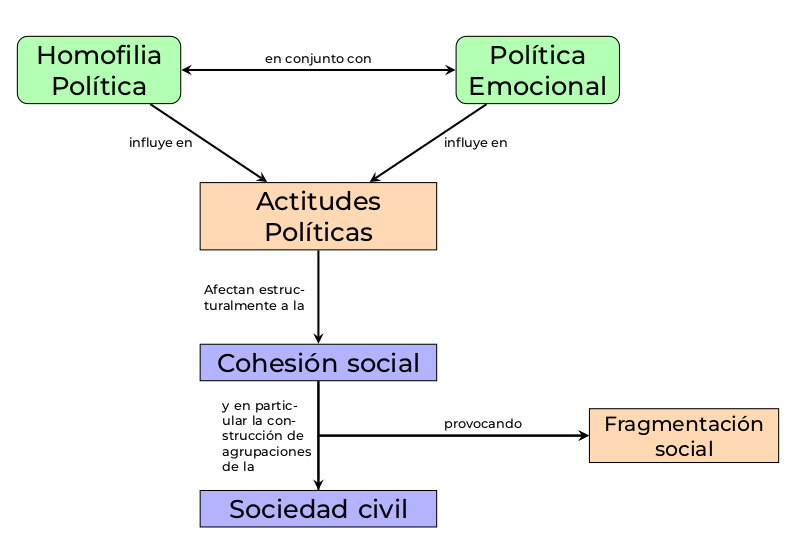 Homofilia
Política
en conjunto con
Política
Emocional
influye en
influye en
Actitudes
Políticas
Afectan estruc-
turalmente a la
Cohesión social
y en partic-
ular la con-
strucción de
agrupaciones
de la
provocando
Fragmentación
social
Sociedad civil